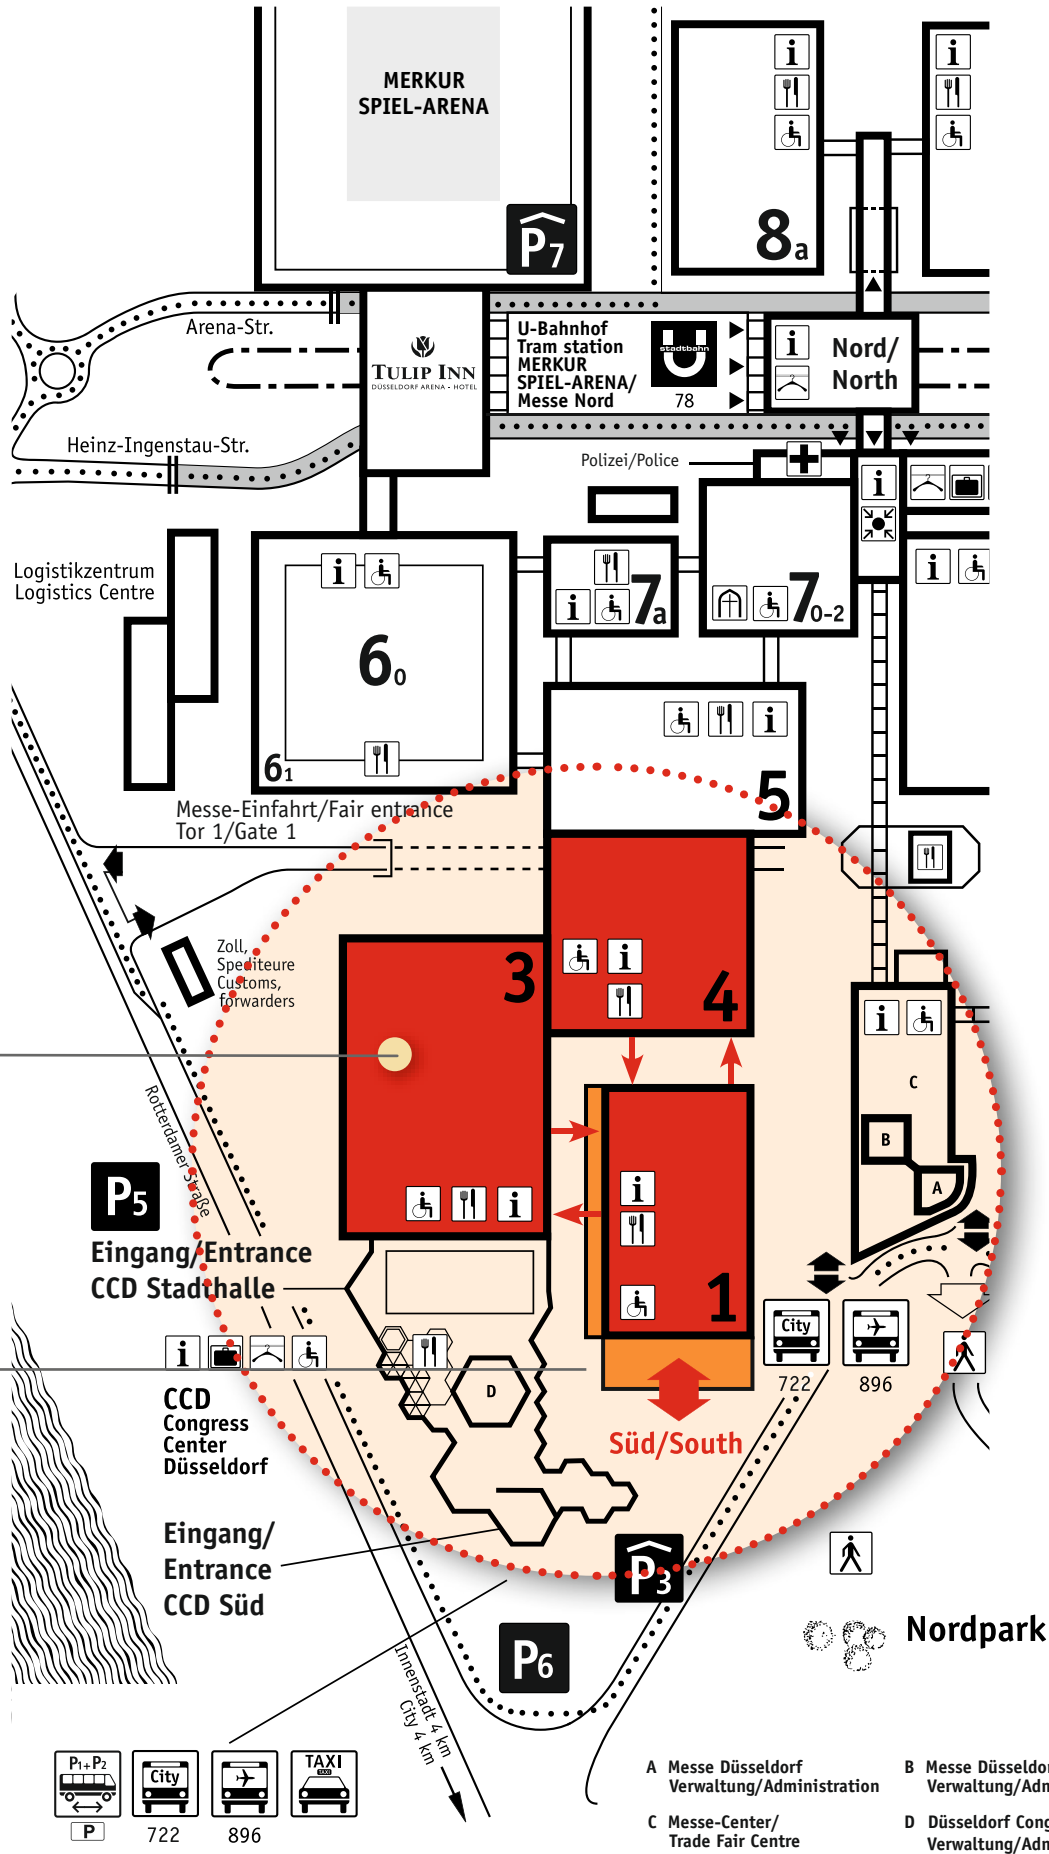 MERKUR
SPIEL-ARENA
P7
8a
Arena-Str.
TULIP INN
DÜSSELDORF ARENA • HOTEL
U-Bahnhof
Tram station
MERKUR
SPIEL-ARENA/
Messe Nord
stadtbahn
U
78
Nord/
North
Heinz-Ingenstau-Str.
Polizei/Police
Logistikzentrum
Logistics Centre
7a
70-2
60
61
5
Messe-Einfahrt/Fair entrance
Tor 1/Gate 1
Zoll,
Spediteure
Customs,
forwarders
3
4
C
B
A
Rotterdamer Straße
P5
Eingang/Entrance
CCD Stadthalle
1
City
722
896
CCD
Congress
Center
Düsseldorf
D
Süd/South
Eingang/
Entrance
CCD Süd
P3
P6
Nordpark
Innenstadt 4 km
City 4 km
P1+P2
P
City
722
896
TAXI
TAXI
A Messe Düsseldorf
Verwaltung/Administration
B Messe Düsseldo
Verwaltung/Adm
C Messe-Center/
Trade Fair Centre
D Düsseldorf Cong
Verwaltung/Adm